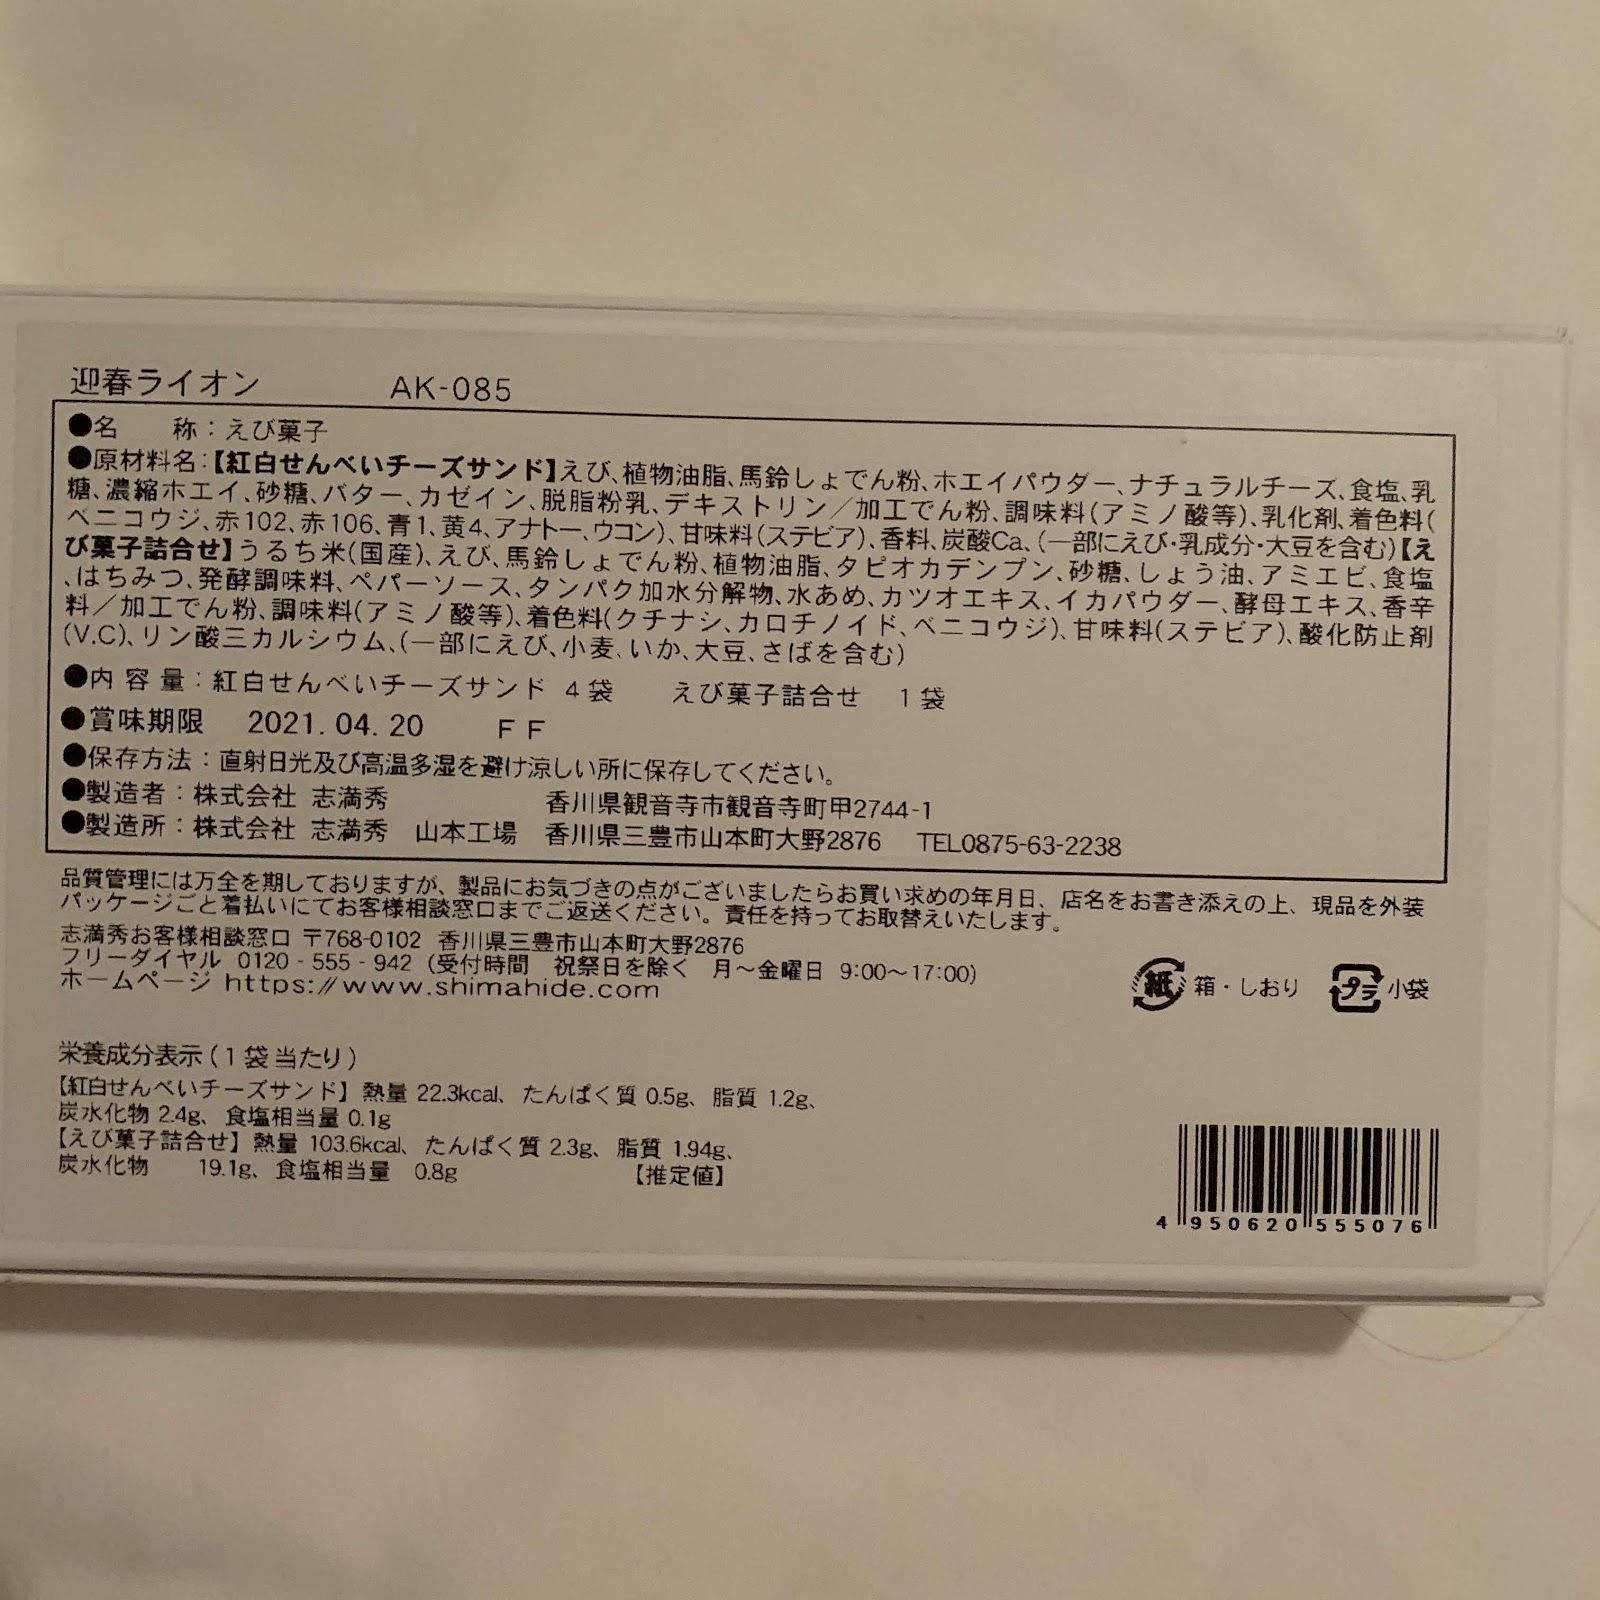 迎春ライオン AK-085
●名 称：えび菓子
●原材料名：【紅白せんべいチーズサンド】えび、植物油脂、馬鈴しょでん粉、ホエイパウダー、ナチュラルチーズ、食塩、乳
糖、濃縮ホエイ、砂糖、バター、カゼイン、脱脂粉乳、デキストリン／加工でん粉、調味料(アミノ酸等)、乳化剤、着色料(
ベニコウジ、赤102、赤106、青1、黄4、アナトー、ウコン)、甘味料(ステビア)、香料、炭酸Ca、(一部にえび・乳成分・大豆を含む)【え
び菓子詰合せ】うるち米(国産)、えび、馬鈴しょでん粉、植物油脂、タピオカデンプン、砂糖、しょう油、アミエビ、食塩
、はちみつ、発酵調味料、ペパーソース、タンパク加水分解物、水あめ、カツオエキス、イカパウダー、酵母エキス、香辛
料／加工でん粉、調味料(アミノ酸等)、着色料(クチナシ、カロチノイド、ベニコウジ)、甘味料(ステビア)、酸化防止剤
(V.C)、リン酸三カルシウム、(一部にえび、小麦、いか、大豆、さばを含む)
●内容量：紅白せんべいチーズサンド 4袋 えび菓子詰合せ 1袋
●賞味期限 2021.04.20 FF
●保存方法：直射日光及び高温多湿を避け涼しい所に保存してください。
●製造者：株式会社 志満秀 香川県観音寺市観音寺町甲2744-1
●製造所：株式会社 志満秀 山本工場 香川県三豊市山本町大野2876 TEL0875-63-2238
品質管理には万全を期しておりますが、製品にお気づきの点がございましたらお買い求めの年月日、店名をお書き添えの上、現品を外装
パッケージごと着払いにてお客様相談窓口までご返送ください。責任を持ってお取替えいたします。
志満秀お客様相談窓口 〒768-0102 香川県三豊市山本町大野2876
フリーダイヤル 0120-555-942 (受付時間 祝祭日を除く 月～金曜日 9:00～17:00)
ホームページ https://www.shimahide.com
紙 箱・しおり プラ 小袋
栄養成分表示(1袋当たり)
【紅白せんべいチーズサンド】熱量 22.3kcal、たんぱく質 0.5g、脂質 1.2g、
炭水化物 2.4g、食塩相当量 0.1g
【えび菓子詰合せ】熱量 103.6kcal、たんぱく質 2.3g、脂質 1.94g、
炭水化物 19.1g、食塩相当量 0.8g 【推定値】
4 950620 555076